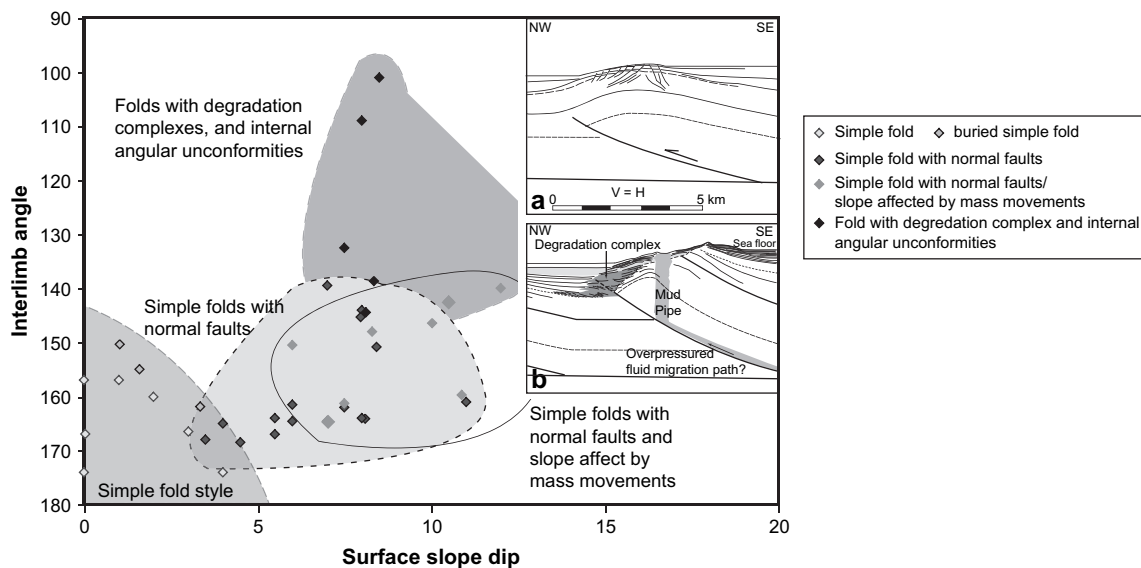 90
100
110
120
130
140
150
160
170
180
Interlimb angle
0
5
10
15
20
Surface slope dip
Folds with degradation
complexes, and internal
angular unconformities
Simple folds with
normal faults
Simple fold style
Simple folds with
normal faults and
slope affect by
mass movements
NW
SE
a
V = H
0
5 km
NW
SE
Degradation complex
Sea floor
Mud
Pipe
Overpressured
fluid migration path?
b
Simple fold
buried simple fold
Simple fold with normal faults
Simple fold with normal faults/
slope affected by mass movements
Fold with degredation complex and internal
angular unconformities